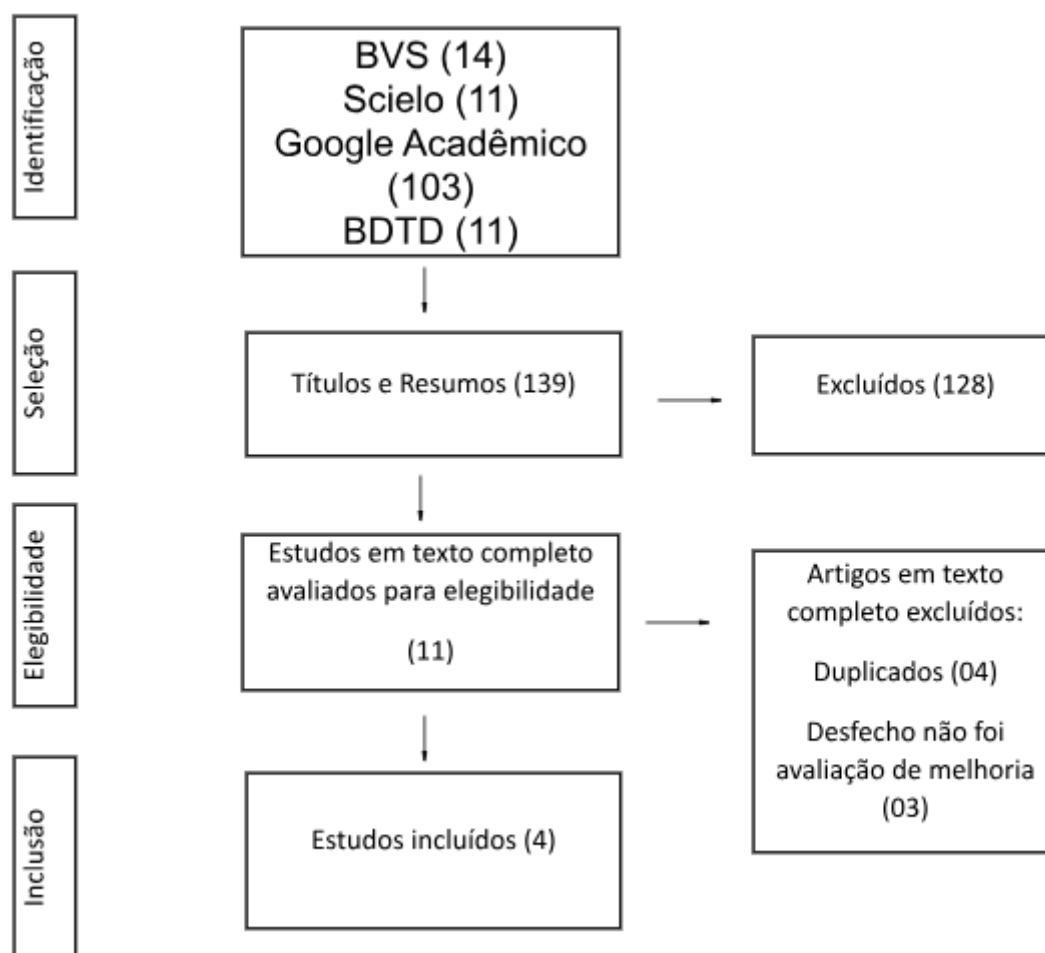 Identificação
BVS (14)
Scielo (11)
Google Acadêmico
(103)
BDTD (11)
Seleção
Títulos e Resumos (139)
Excluídos (128)
Elegibilidade
Estudos em texto completo
avaliados para elegibilidade
(11)
Artigos em texto
completo excluídos:
Duplicados (04)
Desfecho não foi
avaliação de melhoria
(03)
Inclusão
Estudos incluídos (4)